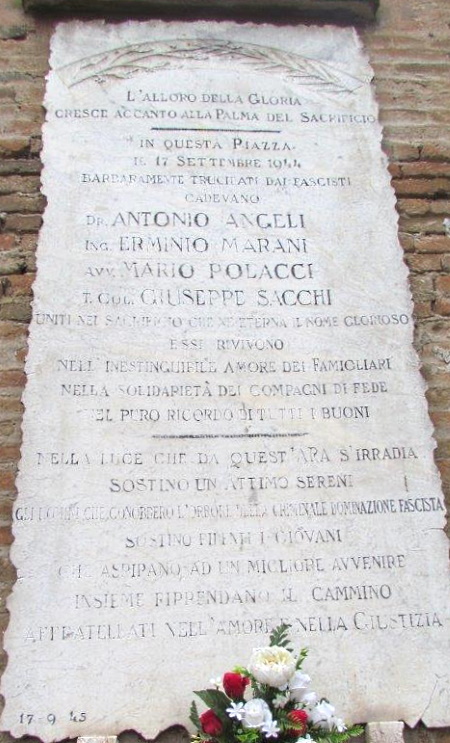 L'ALLORO DELLA GLORIA
CRESCE ACCANTO ALLA PALMA DEL SACRIFICIO
IN QUESTA PIAZZA
IL 17 SETTEMBRE 1944
BARBARAMENTE TRUCIDATI DAI FASCISTI
CADEVANO
DR. ANTONIO ANGELI
ING. ERMINIO MARANI
AVV. MARIO POLACCI
T. COL. GIUSEPPE SACCHI
UNITI NEL SACRIFICIO CHE NE ETERNA IL NOME GLORIOSO
ESSI RIVIVONO
NELL'INESTINGUIBILE AMORE DEI FAMIGLIARI
NELLA SOLIDARIETÀ DEI COMPAGNI DI FEDE
NEL PURO RICORDO DI TUTTI I BUONI
NELLA LUCE CHE DA QUEST'ARA S'IRRADIA
SOSTINO UN ATTIMO SERENI
GLI UOMINI CHE CONOBBERO L'ORRORE DELLA CRIMINALE DOMINAZIONE FASCISTA
SOSTINO FIDENTI I GIOVANI
CHE ASPIRANO AD UN MIGLIORE AVVENIRE
INSIEME RIPRENDANO IL CAMMINO
AFFRATELLATI NELL'AMORE E NELLA GIUSTIZIA
17-9-45